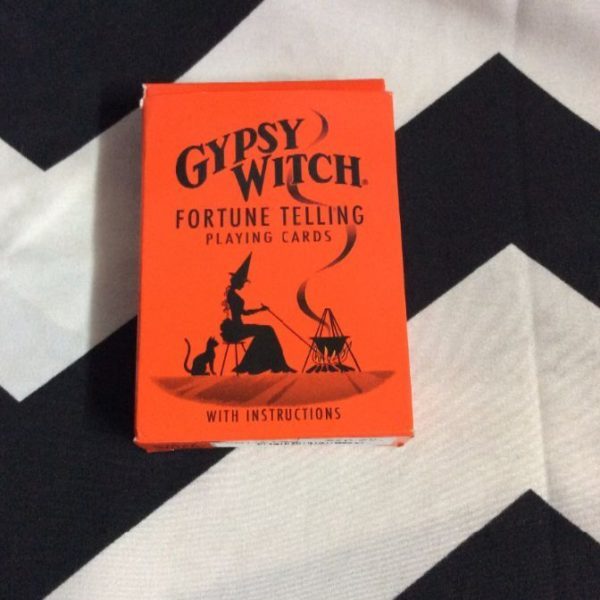 GYPSY
WITCH®
FORTUNE TELLING
PLAYING CARDS
WITH INSTRUCTIONS